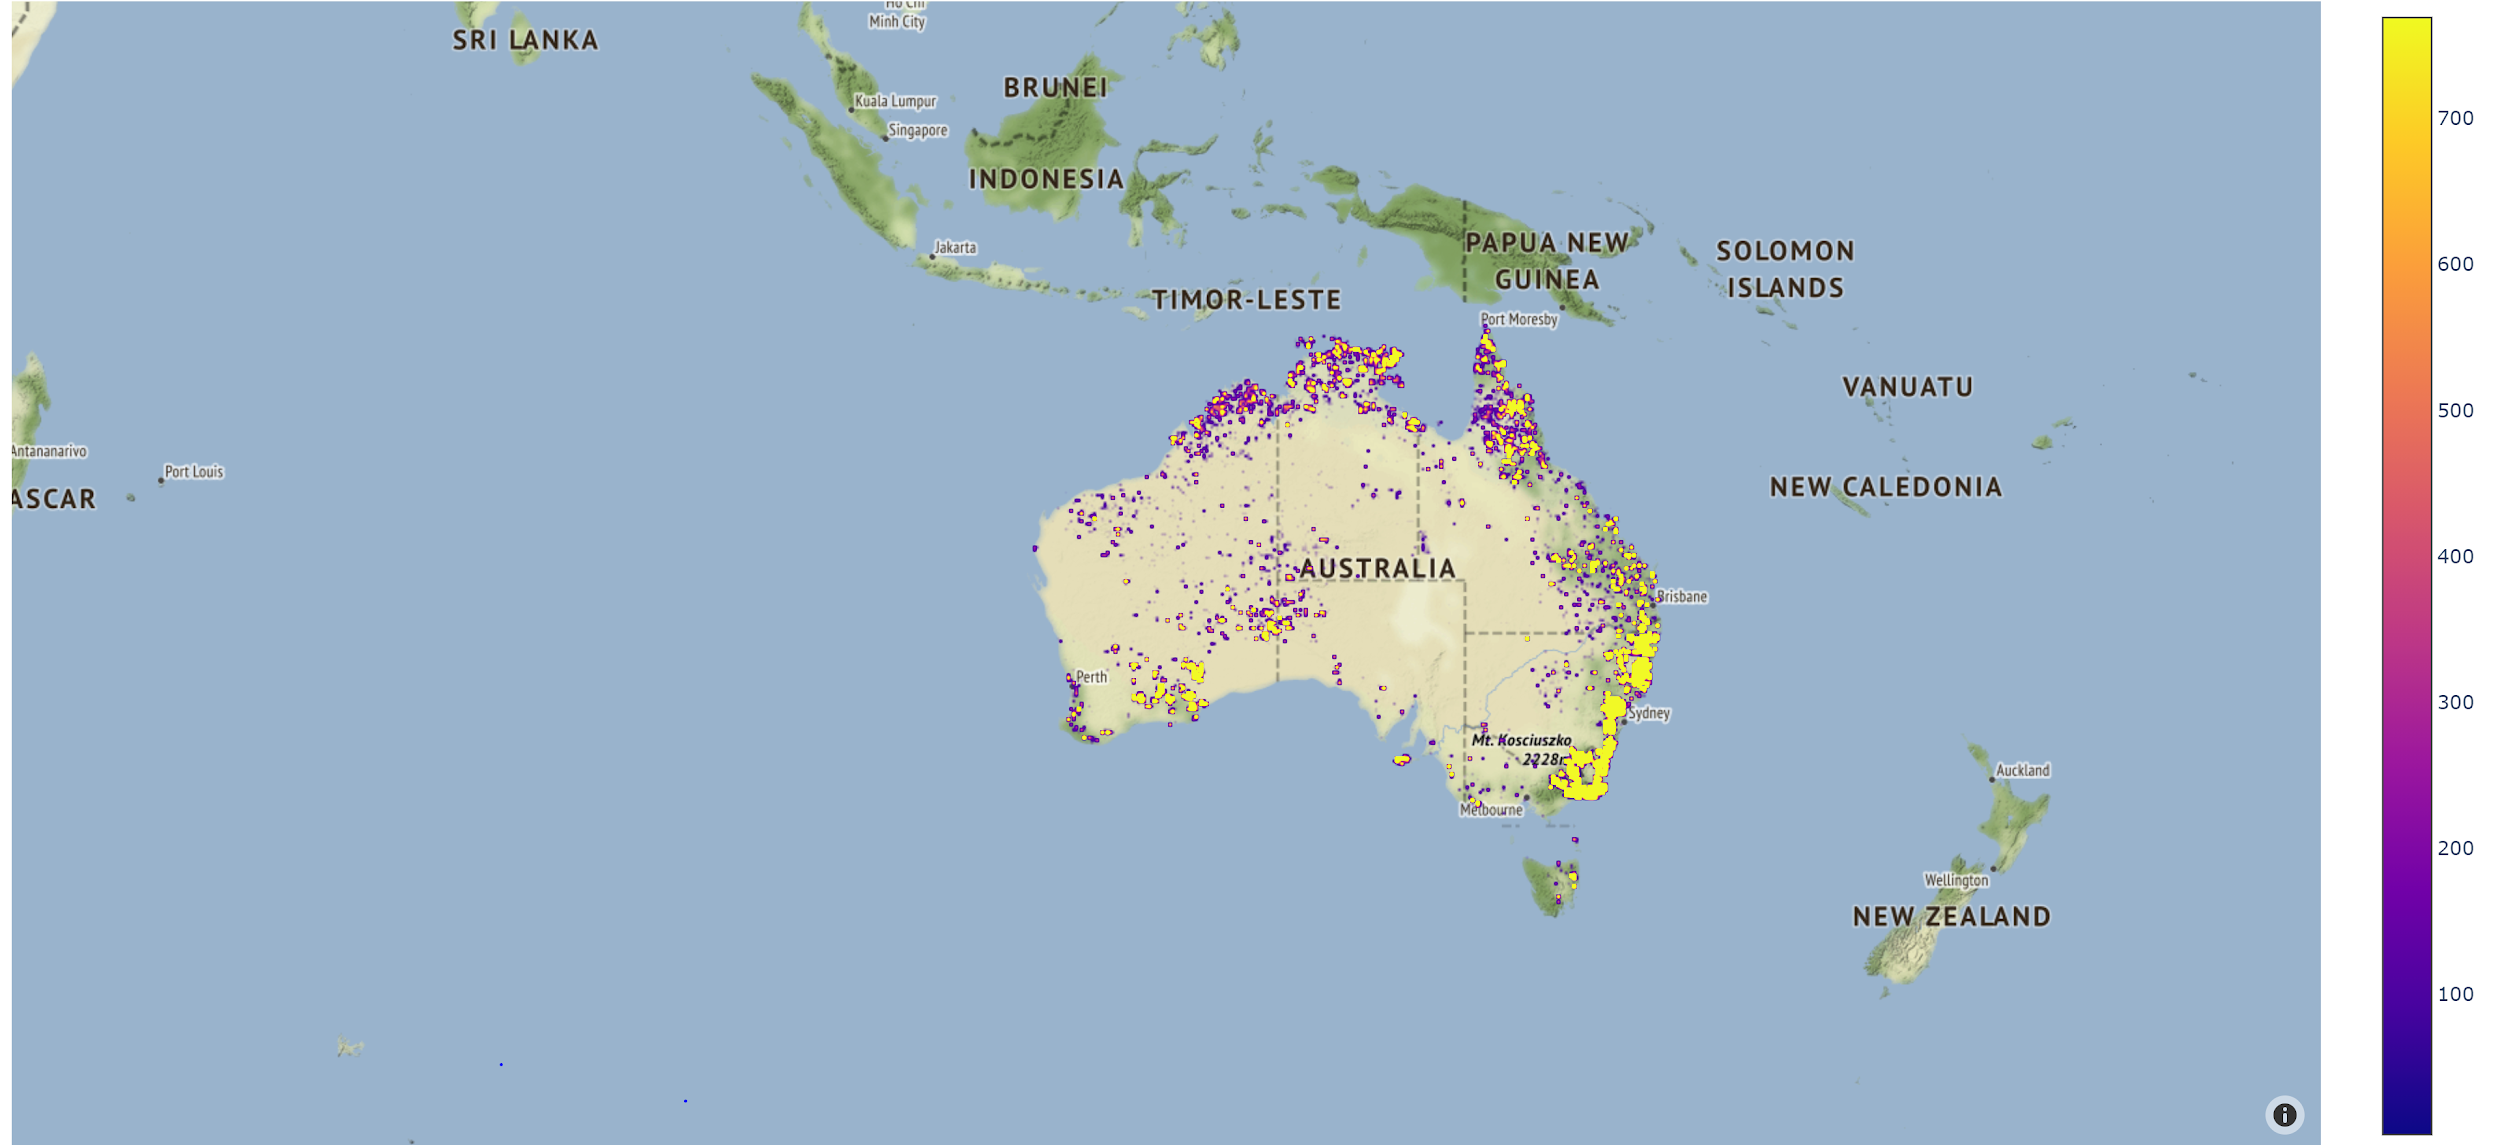 Ho Chi
Minh City
SRI LANKA
BRUNEI
Kuala Lumpur
Singapore
INDONESIA
Jakarta
PAPUA NEW
GUINEA
SOLOMON
ISLANDS
TIMOR-LESTE
Port Moresby
VANUATU
Antananarivo
Port Louis
ASCAR
NEW CALEDONIA
AUSTRALIA
Brisbane
Perth
Sydney
Mt. Kosciuszko
2228
Melbourne
Auckland
Wellington
NEW ZEALAND
700
600
500
400
300
200
100
i